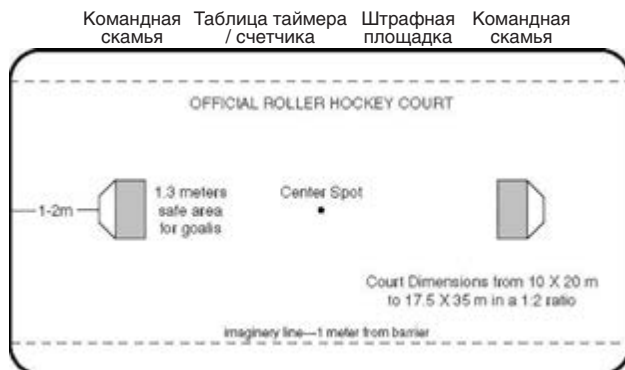 Командная Таблица таймера Штрафная Командная
скамья / счетчика площадка скамья
OFFICIAL ROLLER HOCKEY COURT
1.3 meters
safe area
for goalis
Center Spot
1-2m
Court Dimensions from 10 X 20 m
to 17.5 X 35 m in a 1:2 ratio
imaginery line—1 meter from barrier